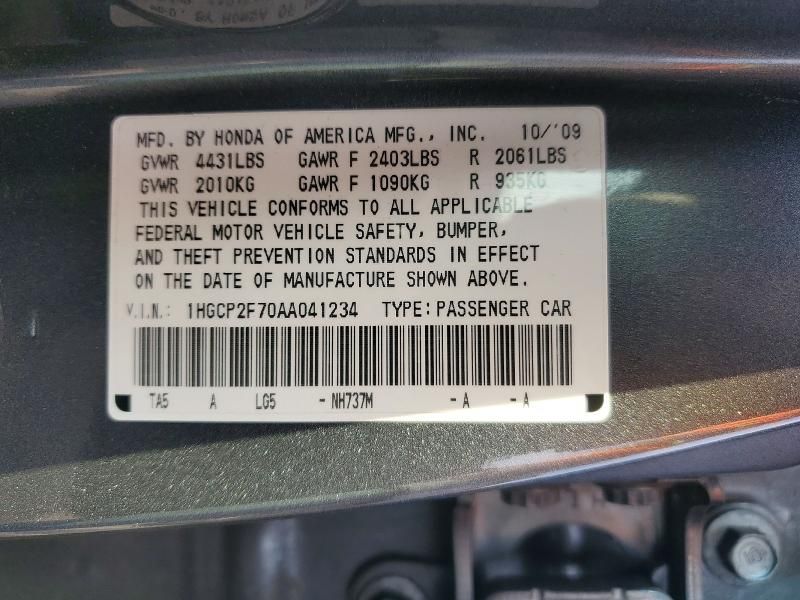 MFD. BY HONDA OF AMERICA MFG., INC. 10/'09
GVWR 4431LBS GAWR F 2403LBS R 2061LBS
GVWR 2010KG GAWR F 1090KG R 935KG
THIS VEHICLE CONFORMS TO ALL APPLICABLE
FEDERAL MOTOR VEHICLE SAFETY, BUMPER,
AND THEFT PREVENTION STANDARDS IN EFFECT
ON THE DATE OF MANUFACTURE SHOWN ABOVE.
V.I.N.: 1HGCP2F70AA041234 TYPE: PASSENGER CAR
TA5 A LG5 - NH737M - A - A